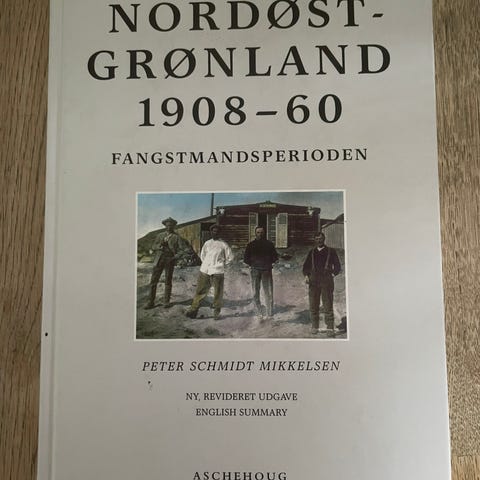 NORDØST-
GRØNLAND
1908–60
FANGSTMANDSPERIODEN
PETER SCHMIDT MIKKELSEN
NY, REVIDERET UDGAVE
ENGLISH SUMMARY
ASCHEHOUG